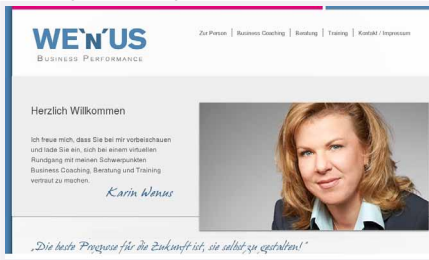 WE`N'US
BUSINESS PERFORMANCE
Zur Person | Business Coaching | Beratung | Training | Kontakt / Impressum
Herzlich Willkommen
Ich freue mich, dass Sie bei mir vorbeischauen
und lade Sie ein, sich bei einem virtuellen
Rundgang mit meinen Schwerpunkten
Business Coaching, Beratung und Training
vertraut zu machen.
Karin Wenus
„Die beste Prognose für die Zukunft ist, sie selbst zu gestalten!"